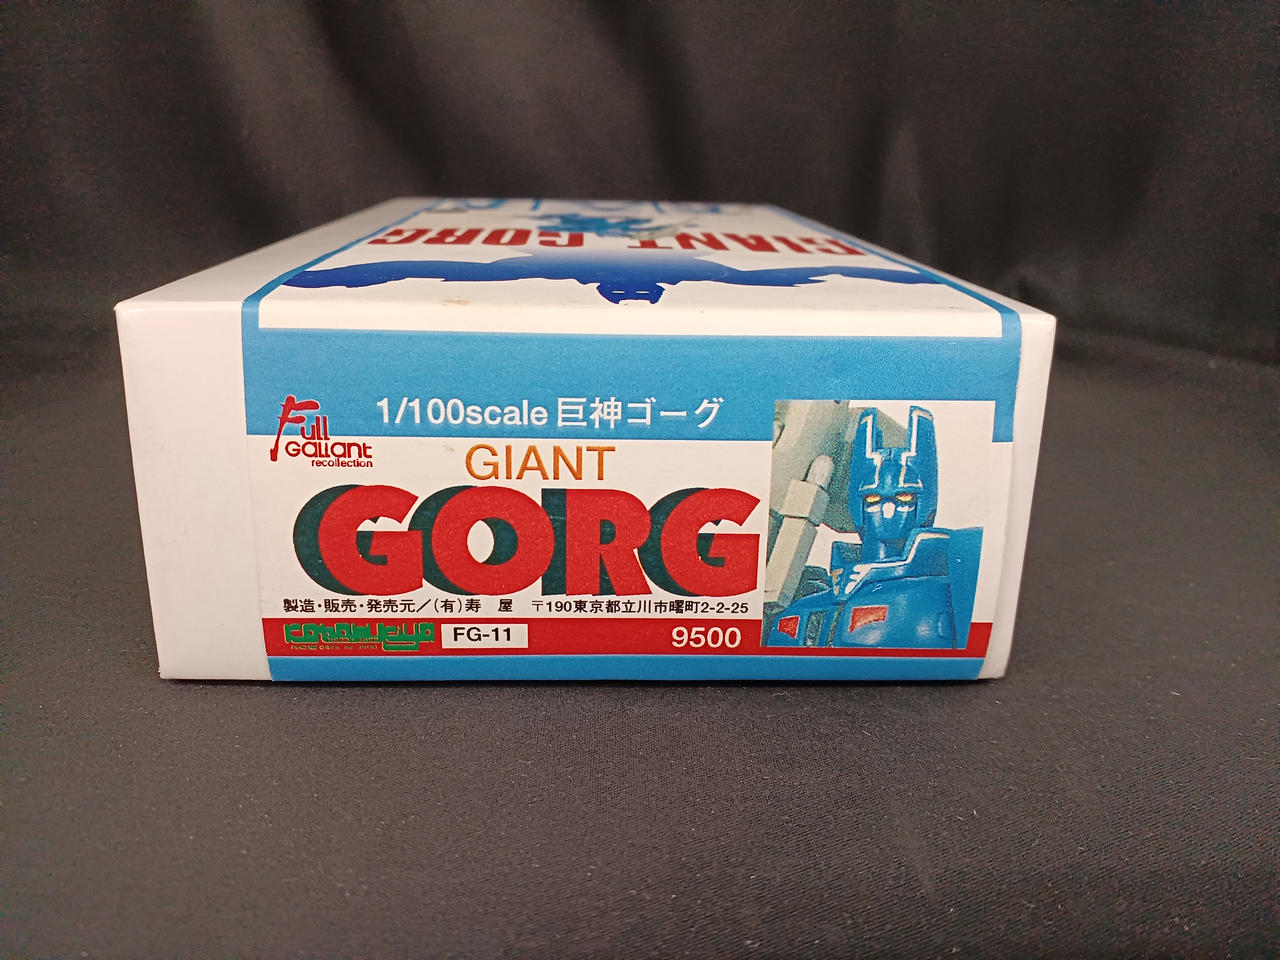 GIANT GORG
1/100scale 巨神ゴーグ
Full
Gallant
recollection
GIANT
GORG
製造・販売・発売元／(有)寿　屋　〒190東京都立川市曙町2-2-25
Kotobukiya
FG-11
9500